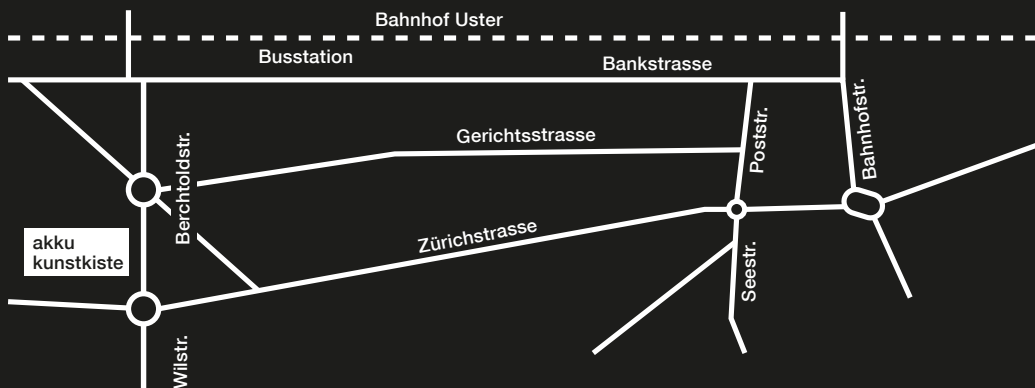 Bahnhof Uster
Busstation
Bankstrasse
Gerichtsstrasse
Poststr.
Bahnhofstr.
Berchtoldstr.
akku
kunstkiste
Zürichstrasse
Seestr.
Wilstr.